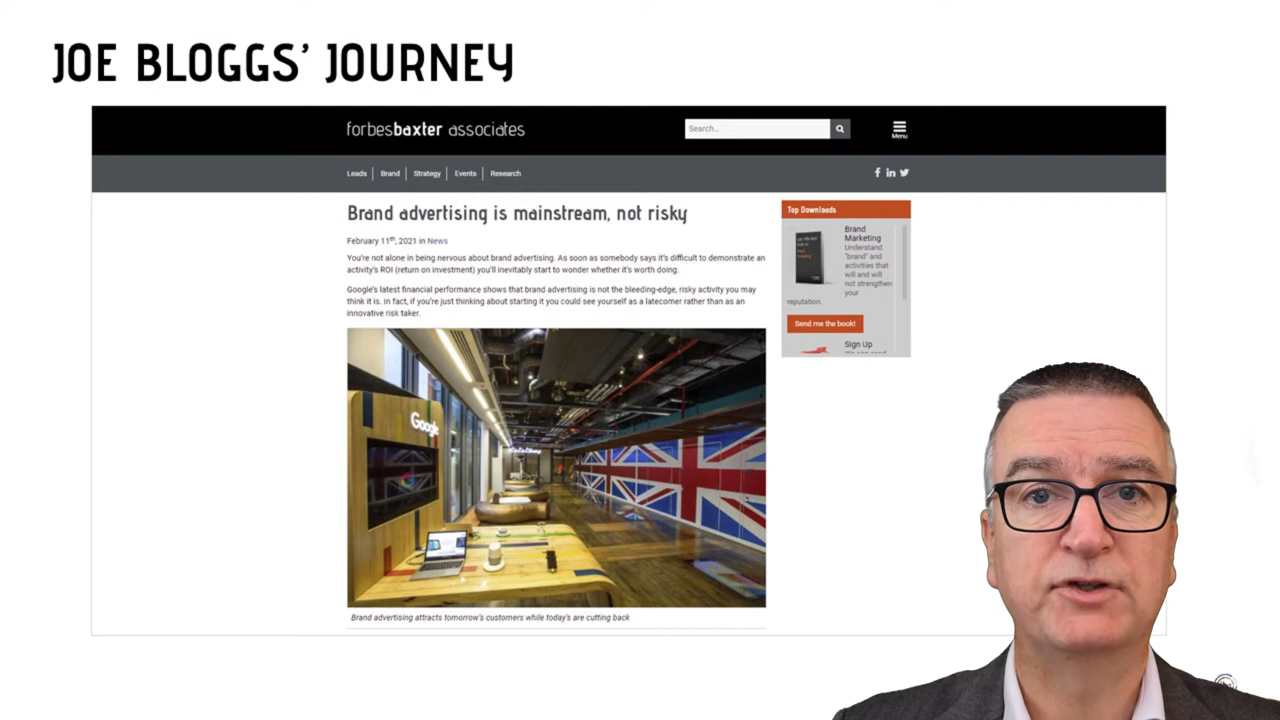 JOE BLOGGS' JOURNEY
forbesbaxter associates
Search...
Menu
Leads
Brand
Strategy
Events
Research
Brand advertising is mainstream, not risky
February 11th, 2021 in News
You're not alone in being nervous about brand advertising. As soon as somebody says it's difficult to demonstrate an
activity's ROI (return on investment) you'll inevitably start to wonder whether it's worth doing.
Google's latest financial performance shows that brand advertising is not the bleeding-edge, risky activity you may
think it is. In fact, if you're just thinking about starting it you could see yourself as a latecomer rather than as an
innovative risk taker.
Google
Brand advertising attracts tomorrow's customers while today's are cutting back
Top Downloads
Brand
Marketing
Understand
"brand" and
activities that
will and will
not strengthen
your
reputation.
Send me the book!
Sign Up